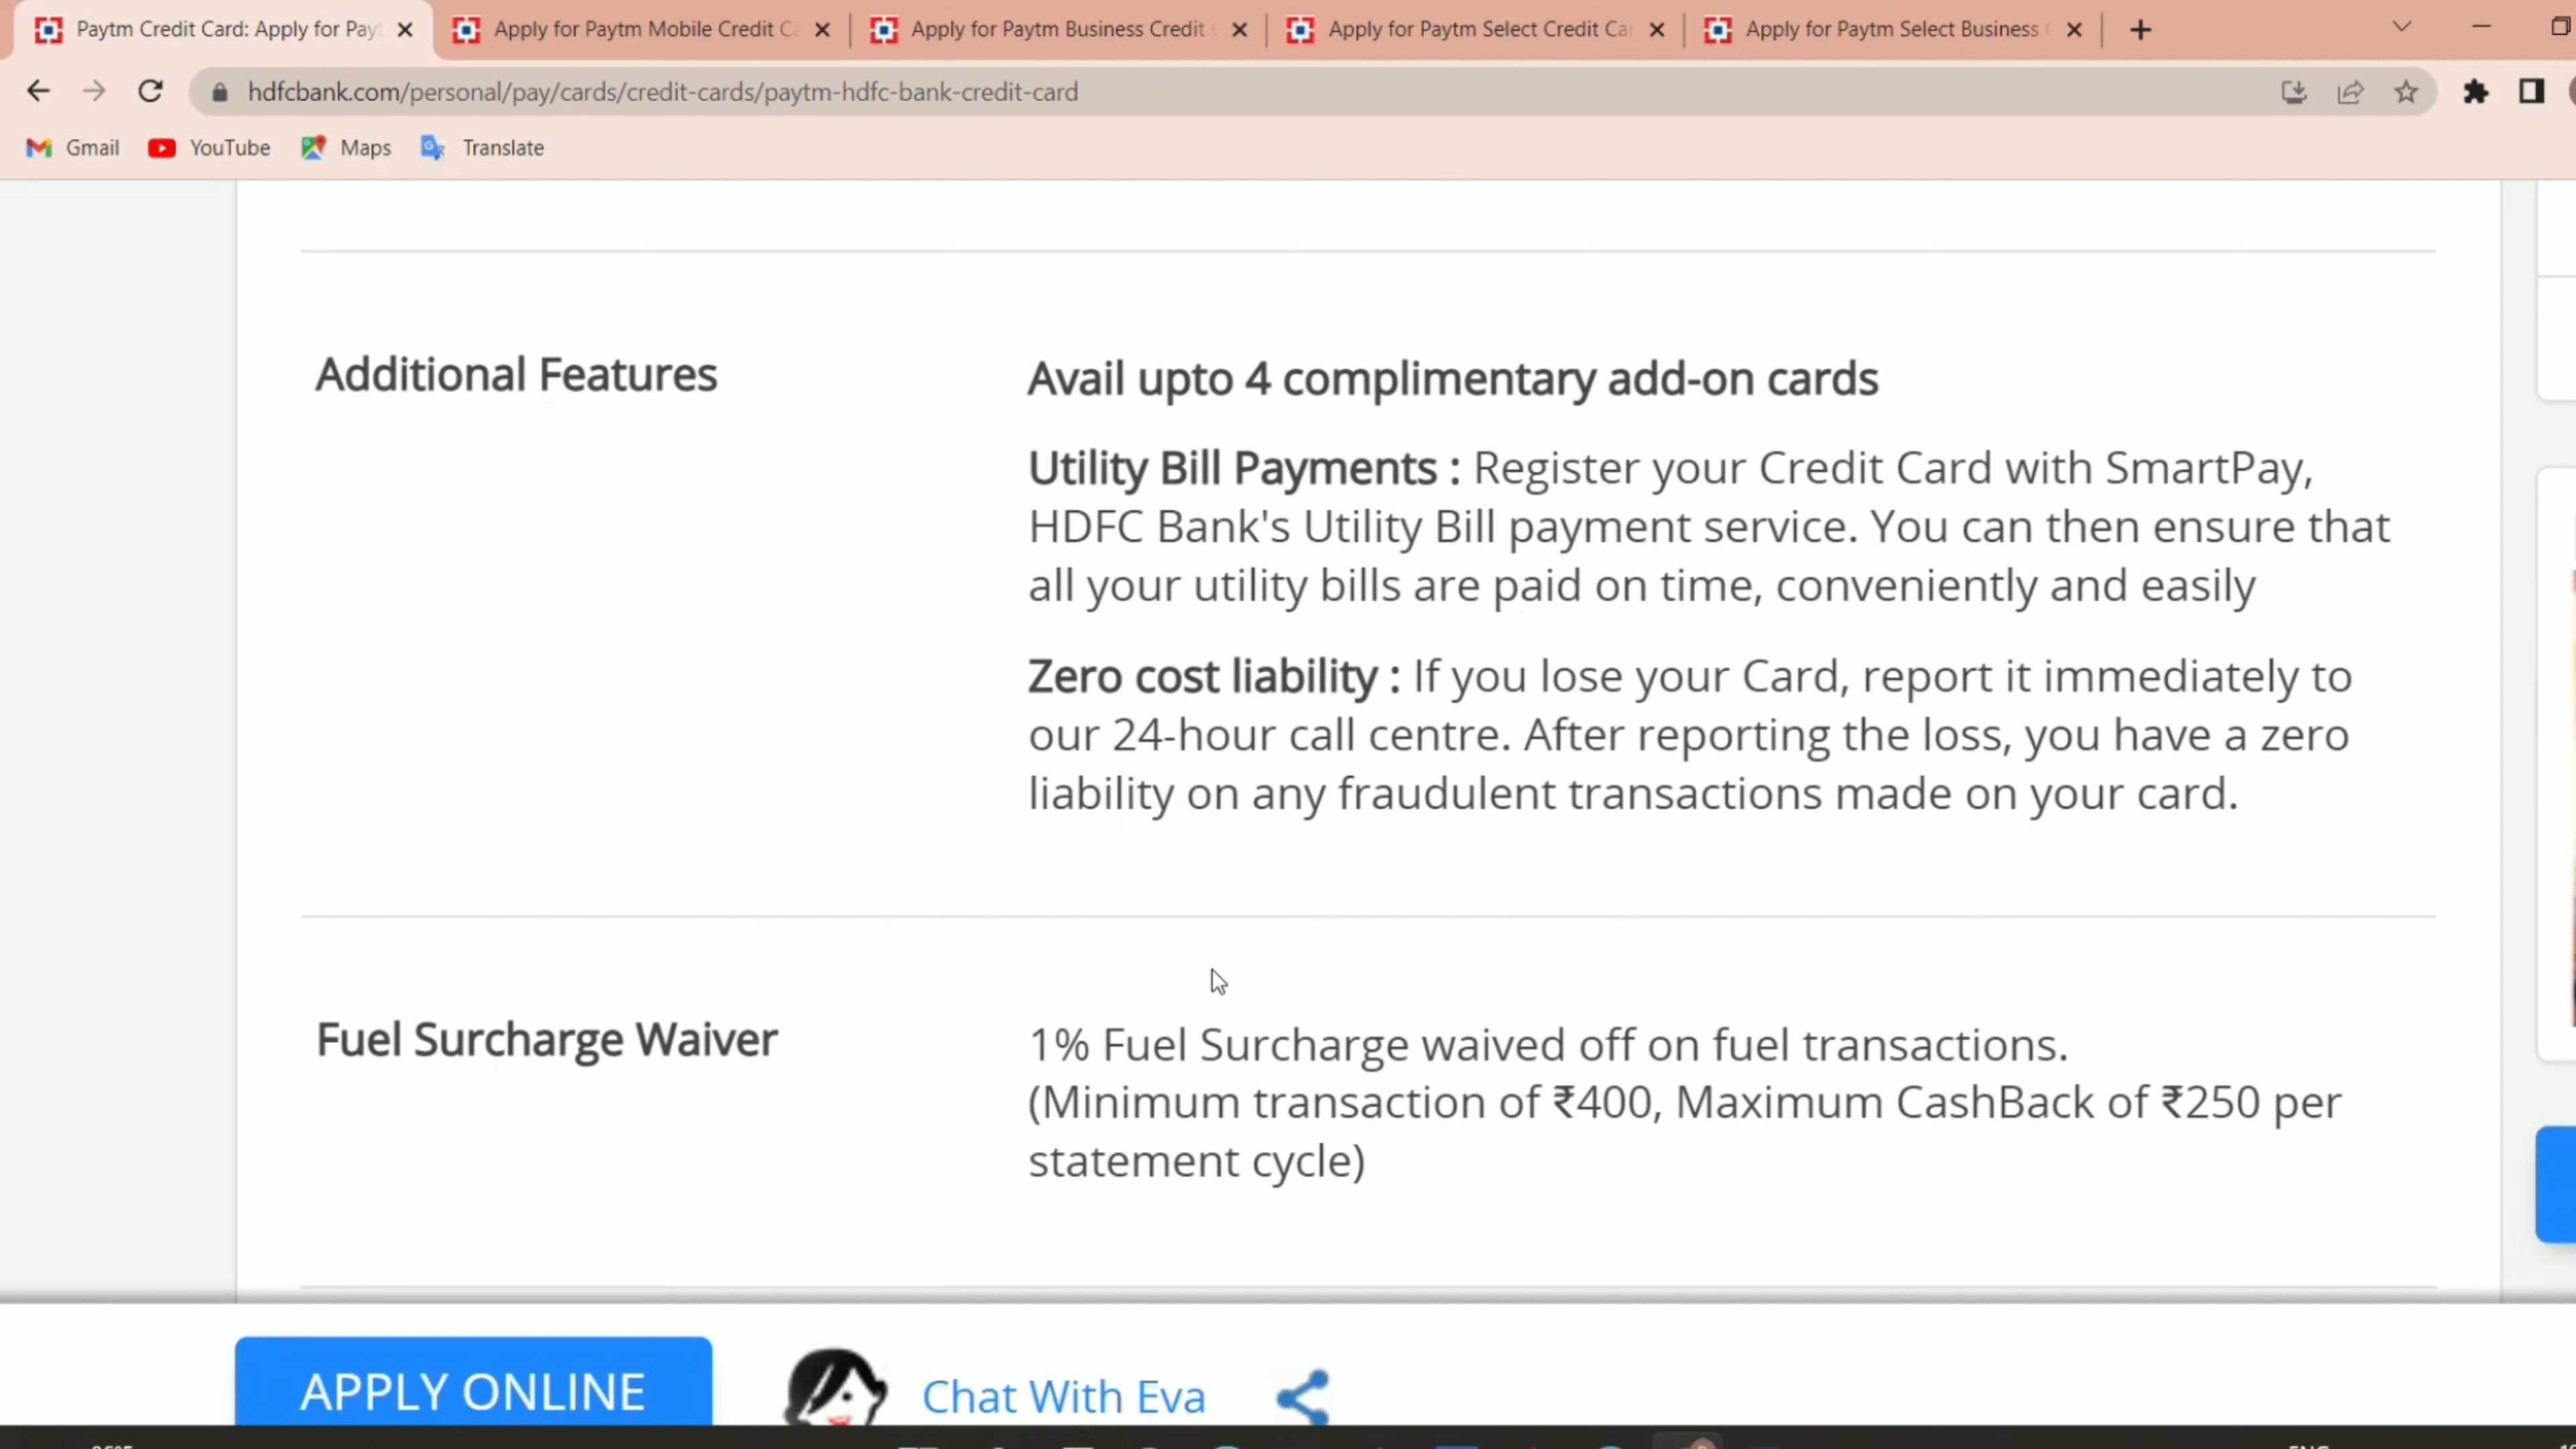 Paytm Credit Card: Apply for Pay
Apply for Paytm Mobile Credit C
Apply for Paytm Business Credit
Apply for Paytm Select Credit Car
Apply for Paytm Select Business
hdfcbank.com/personal/pay/cards/credit-cards/paytm-hdfc-bank-credit-card
Gmail
YouTube
Maps
Translate
Additional Features
Avail upto 4 complimentary add-on cards
Utility Bill Payments : Register your Credit Card with SmartPay,
HDFC Bank's Utility Bill payment service. You can then ensure that
all your utility bills are paid on time, conveniently and easily
Zero cost liability : If you lose your Card, report it immediately to
our 24-hour call centre. After reporting the loss, you have a zero
liability on any fraudulent transactions made on your card.
Fuel Surcharge Waiver
1% Fuel Surcharge waived off on fuel transactions.
(Minimum transaction of ₹400, Maximum CashBack of ₹250 per
statement cycle)
APPLY ONLINE
Chat With Eva